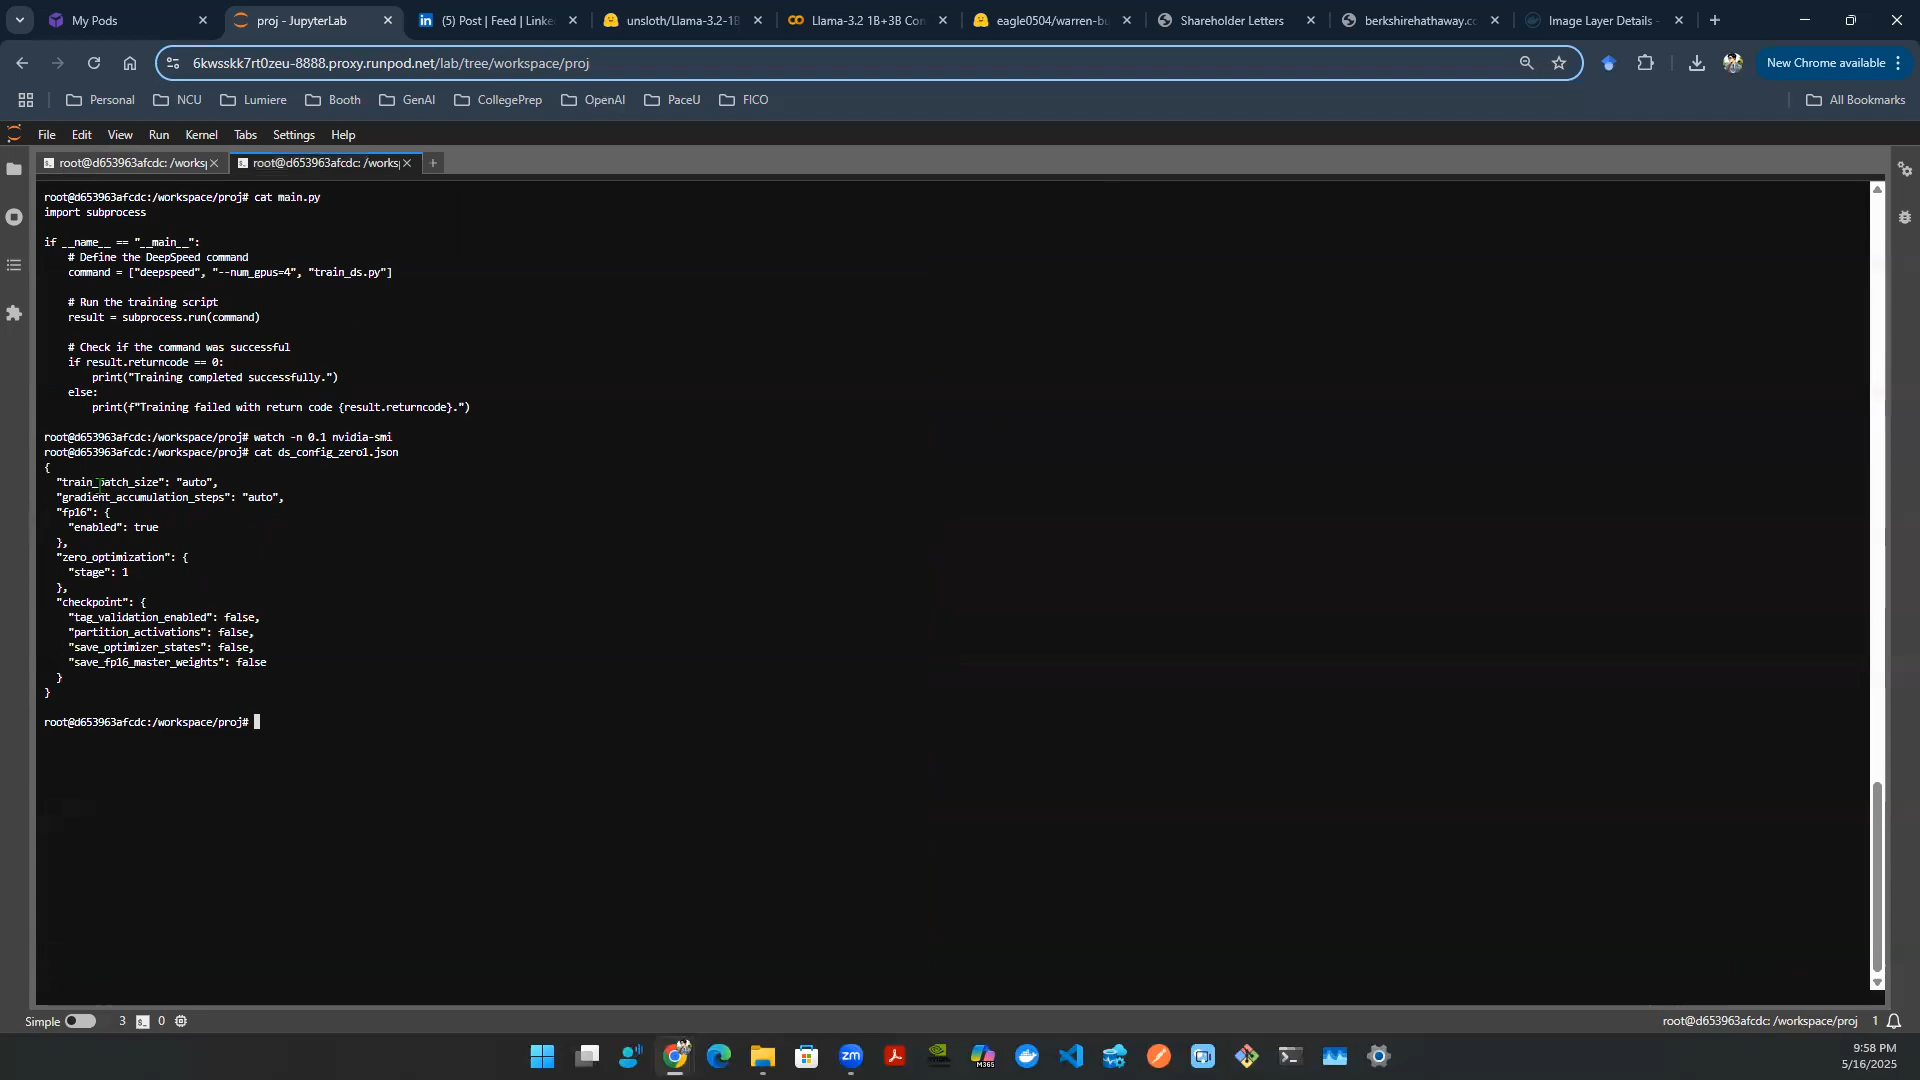 My Pods
proj - JupyterLab
(5) Post | Feed | Linke
unsloth/Llama-3.2-1B
Llama-3.2 1B+3B Con
eagle0504/warren-bu
Shareholder Letters
berkshirehathaway.co
Image Layer Details -
6kwsskk7rt0zeu-8888.proxy.runpod.net/lab/tree/workspace/proj
New Chrome available
Personal
NCU
Lumiere
Booth
GenAI
CollegePrep
OpenAI
PaceU
FICO
All Bookmarks
File Edit View Run Kernel Tabs Settings Help
root@d653963afcdc: /worksp
root@d653963afcdc: /worksp
root@d653963afcdc:/workspace/proj# cat main.py
import subprocess
if __name__ == "__main__":
# Define the DeepSpeed command
command = ["deepspeed", "--num_gpus=4", "train_ds.py"]
# Run the training script
result = subprocess.run(command)
# Check if the command was successful
if result.returncode == 0:
print("Training completed successfully.")
else:
print(f"Training failed with return code {result.returncode}.")
root@d653963afcdc:/workspace/proj# watch -n 0.1 nvidia-smi
root@d653963afcdc:/workspace/proj# cat ds_config_zero1.json
{
"train_batch_size": "auto",
"gradient_accumulation_steps": "auto",
"fp16": {
"enabled": true
},
"zero_optimization": {
"stage": 1
},
"checkpoint": {
"tag_validation_enabled": false,
"partition_activations": false,
"save_optimizer_states": false,
"save_fp16_master_weights": false
}
}
root@d653963afcdc:/workspace/proj#
Simple
3
0
root@d653963afcdc: /workspace/proj
1
zm
M365
9:58 PM
5/16/2025